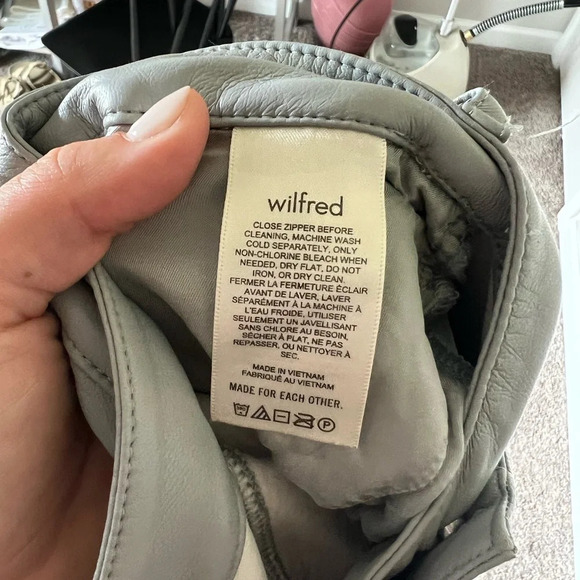 wilfred
CLOSE ZIPPER BEFORE
CLEANING, MACHINE WASH
COLD SEPARATELY, ONLY
NON-CHLORINE BLEACH WHEN
NEEDED, DRY FLAT, DO NOT
IRON, OR DRY CLEAN.
FERMER LA FERMETURE ÉCLAIR
AVANT DE LAVER, LAVER
SÉPARÉMENT À LA MACHINE À
L'EAU FROIDE, UTILISER
SEULEMENT UN JAVELLISANT
SANS CHLORE AU BESOIN,
SÉCHER À PLAT, NE PAS
REPASSER, OU NETTOYER À
SEC.
MADE IN VIETNAM
FABRIQUÉ AU VIETNAM
MADE FOR EACH OTHER.
P